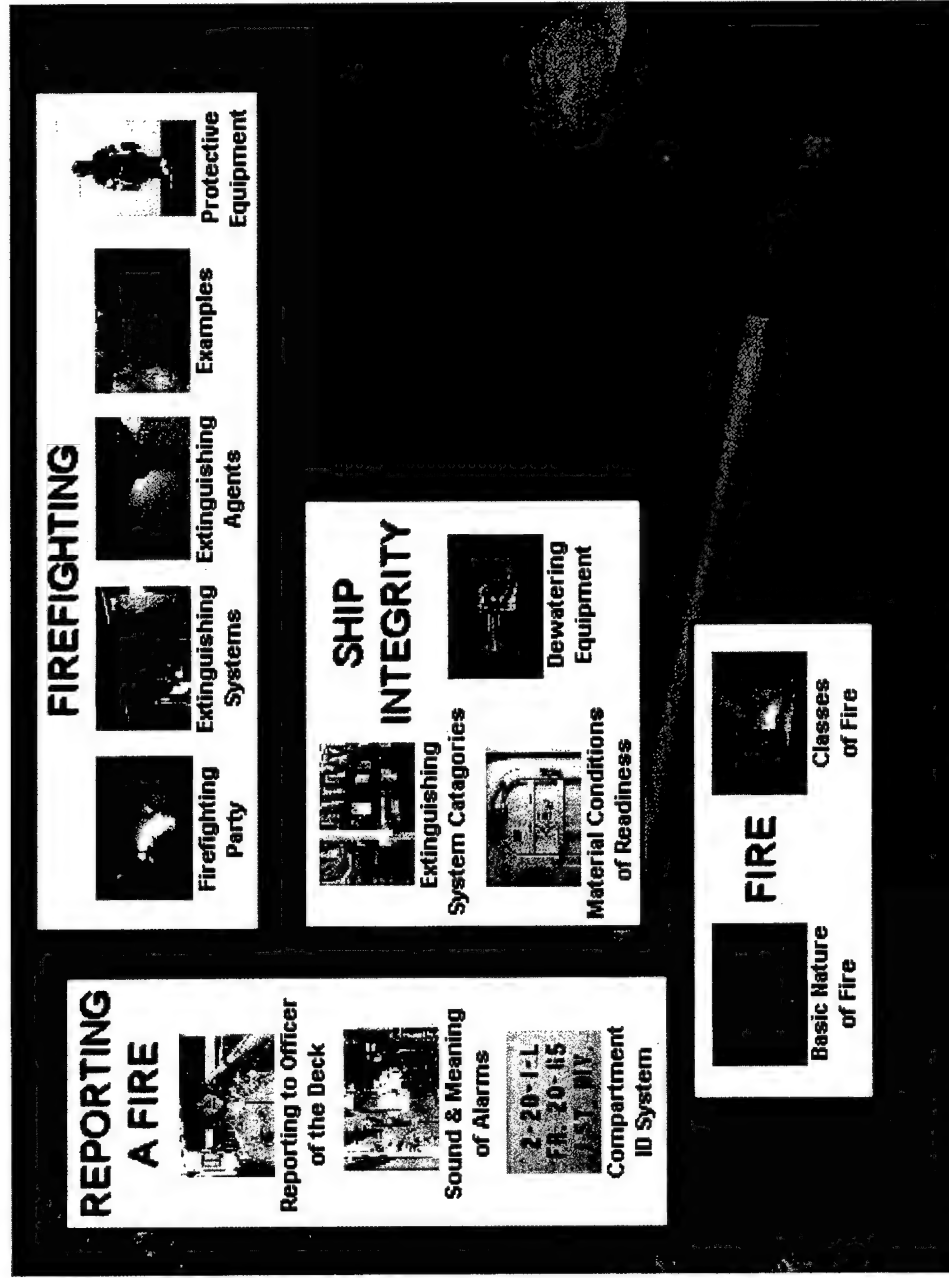 REPORTING
A FIRE
Reporting to Officer
of the Deck
Sound & Meaning
of Alarms
2-20-1-L
FR. 20-65
1ST DIV.
Compartment
ID System
FIREFIGHTING
Firefighting
Party
Extinguishing
Systems
Extinguishing
Agents
Examples
Protective
Equipment
SHIP
INTEGRITY
Extinguishing
System Catagories
Material Conditions
of Readiness
Dewatering
Equipment
FIRE
Basic Nature
of Fire
Classes
of Fire